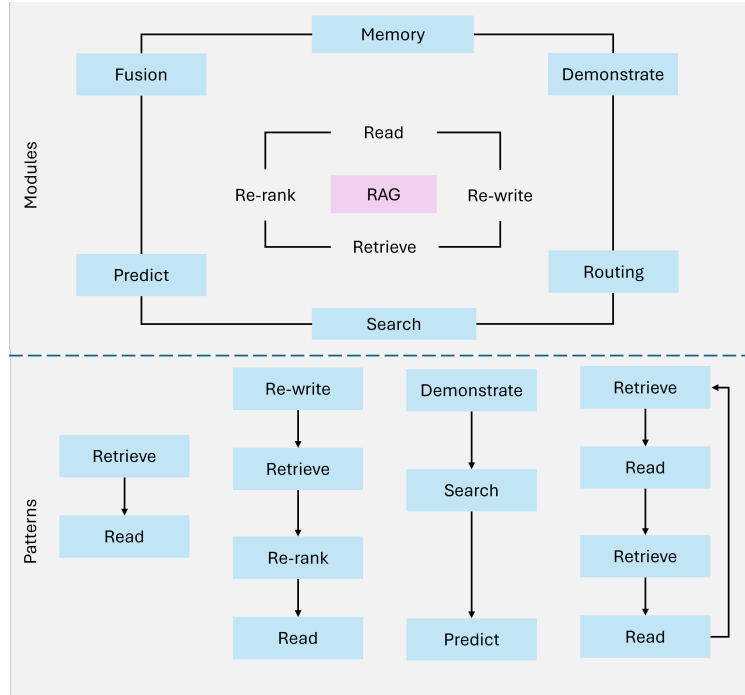 Modules
Memory
Fusion
Demonstrate
Read
Re-rank
RAG
Re-write
Retrieve
Predict
Routing
Search
Patterns
Retrieve
Read
Re-write
Retrieve
Re-rank
Read
Demonstrate
Search
Predict
Retrieve
Read
Retrieve
Read